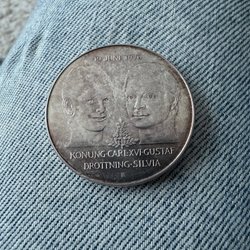 19 JUNI 1976
KONUNG·CARL·XVI·GUSTAF
DROTTNING·SILVIA